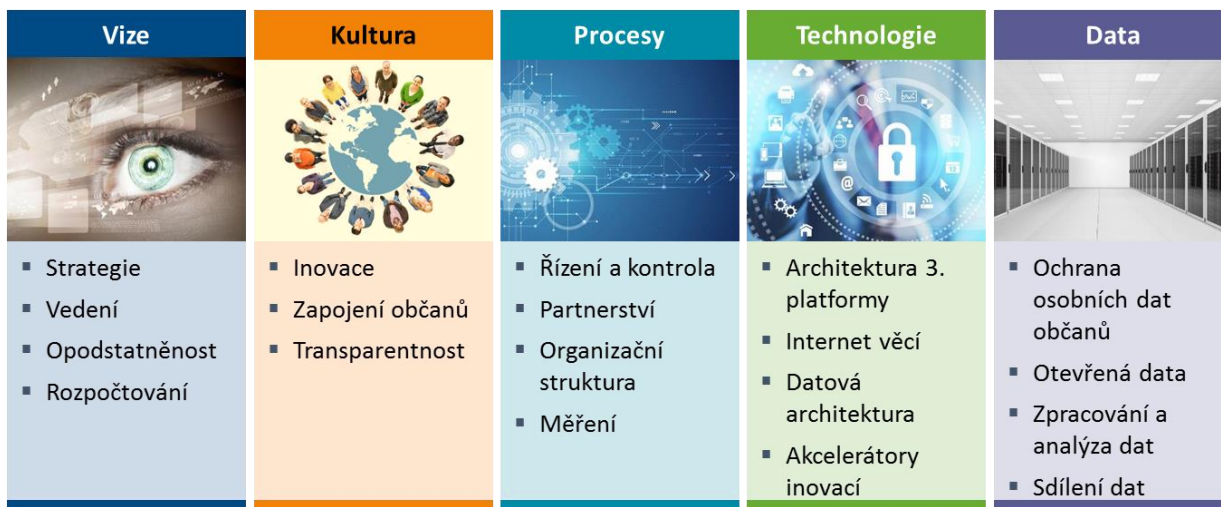 Vize
Strategie
Vedení
Opodstatněnost
Rozpočtování
Kultura
Inovace
Zapojení občanů
Transparentnost
Procesy
Řízení a kontrola
Partnerství
Organizační
struktura
Měření
Technologie
Architektura 3.
platformy
Internet věcí
Datová
architektura
Akcelerátory
inovací
Data
Ochrana
osobních dat
občanů
Otevřená data
Zpracování a
analýza dat
Sdílení dat